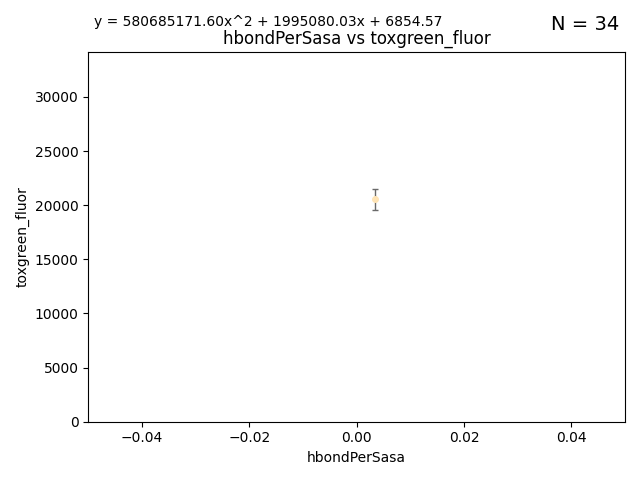 y = 580685171.60x^2 + 1995080.03x + 6854.57
N = 34
hbondPerSasa vs toxgreen_fluor
30000
25000
20000
15000
10000
5000
0
toxgreen_fluor
−0.04
−0.02
0.00
0.02
0.04
hbondPerSasa